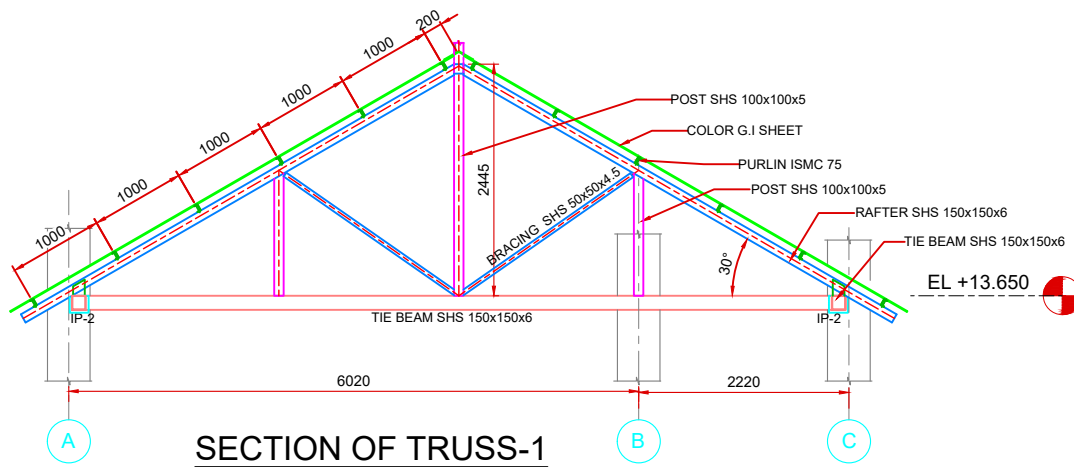 200
1000
1000
1000
1000
1000
POST SHS 100x100x5
COLOR G.I SHEET
PURLIN ISMC 75
POST SHS 100x100x5
RAFTER SHS 150x150x6
TIE BEAM SHS 150x150x6
2445
BRACING SHS 50x50x4.5
30°
EL +13.650
IP-2
TIE BEAM SHS 150x150x6
IP-2
6020
2220
A
B
C
SECTION OF TRUSS-1